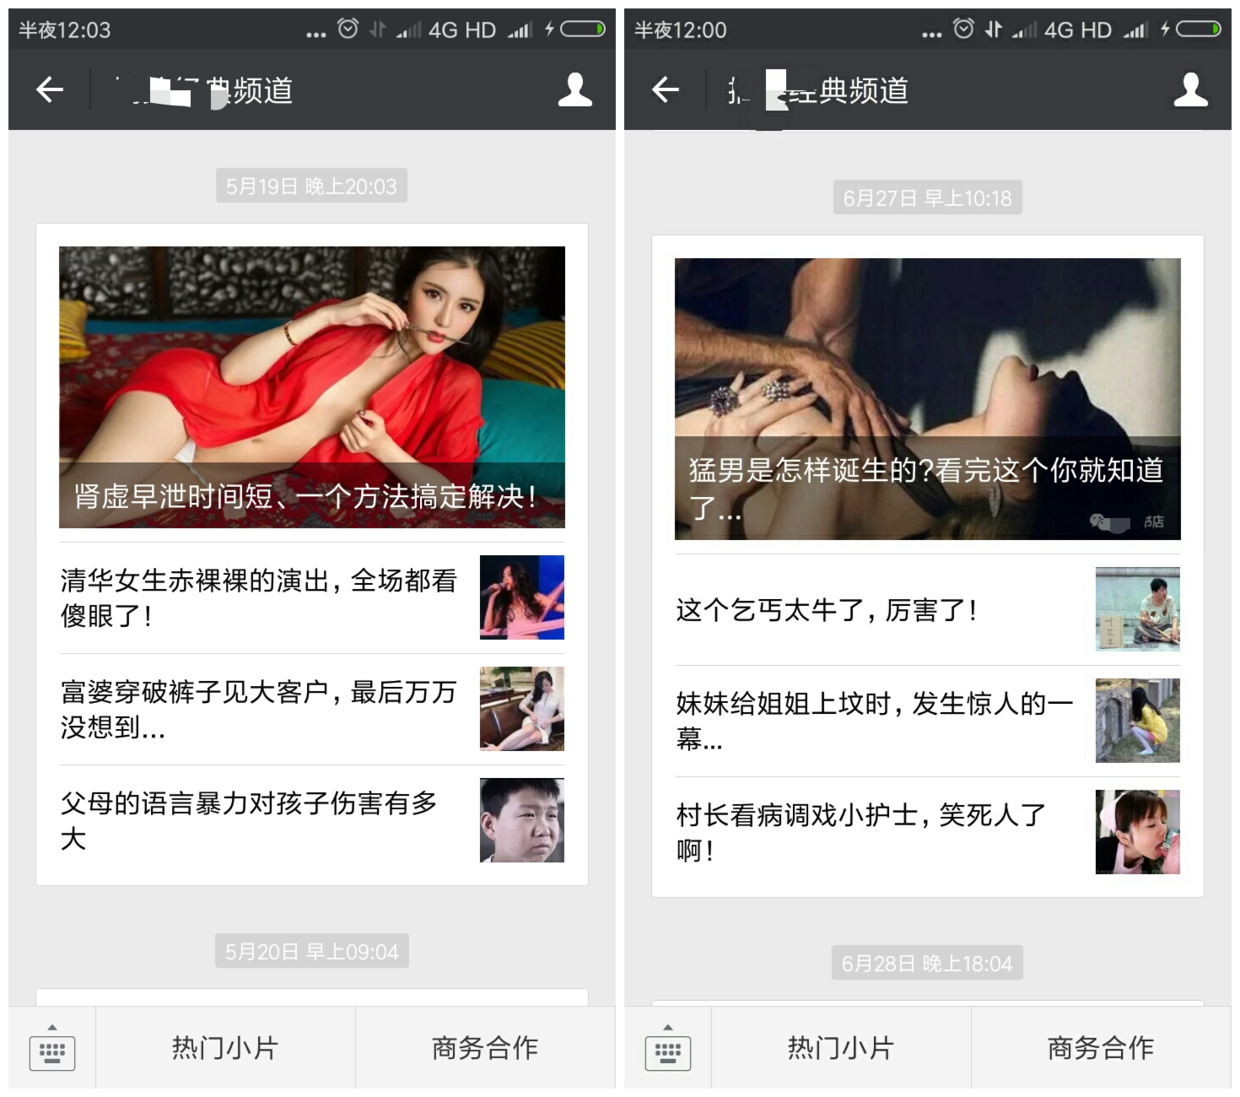 半夜12:03
4G HD
典频道
5月19日 晚上20:03
肾虚早泄时间短、一个方法搞定解决！
清华女生赤裸裸的演出，全场都看
傻眼了！
富婆穿破裤子见大客户，最后万万
没想到...
父母的语言暴力对孩子伤害有多
大
5月20日 早上09:04
热门小片
商务合作
半夜12:00
4G HD
经典频道
6月27日 早上10:18
猛男是怎样诞生的?看完这个你就知道
了...
店
这个乞丐太牛了，厉害了！
妹妹给姐姐上坟时，发生惊人的一
幕...
村长看病调戏小护士，笑死人了
啊！
6月28日 晚上18:04
热门小片
商务合作